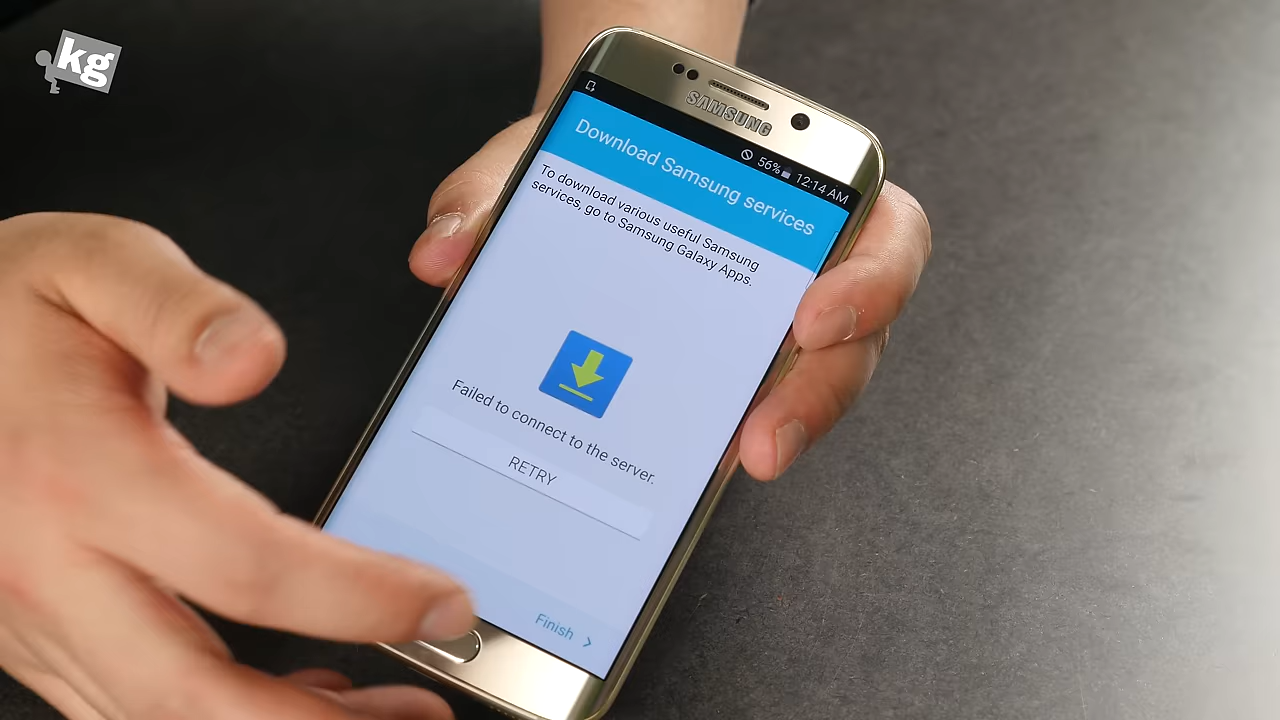 kg
SAMSUNG
56% 12:14 AM
Download Samsung services
To download various useful Samsung
services, go to Samsung Galaxy Apps.
Failed to connect to the server.
RETRY
Finish